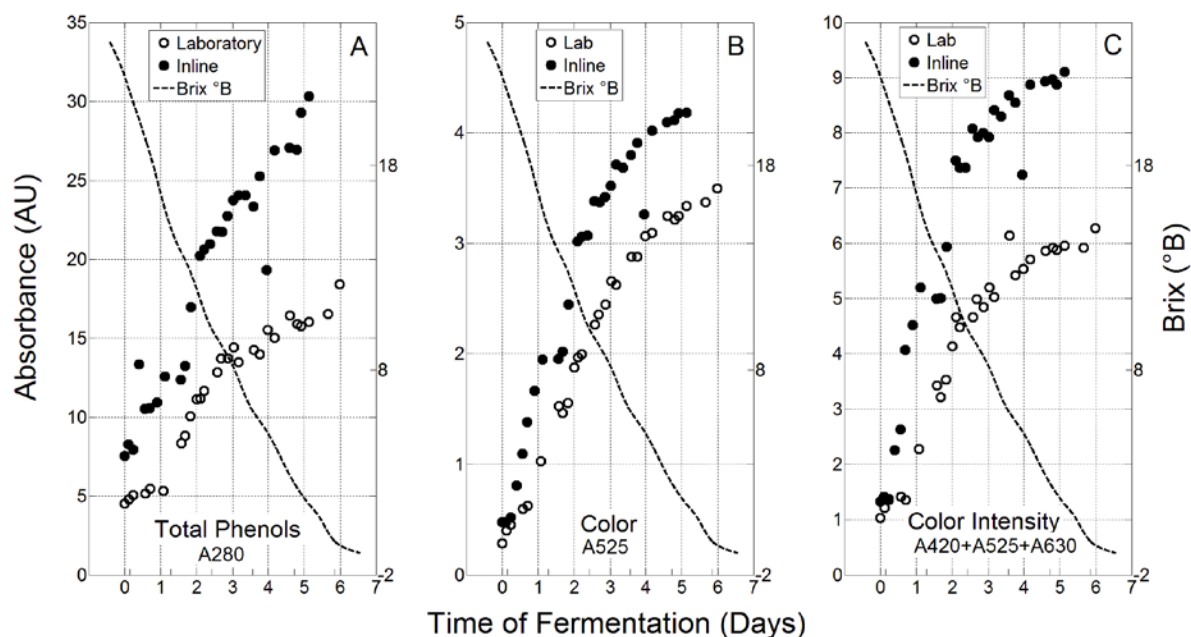 Absorbance (AU)
35
30
25
20
15
10
5
0
Laboratory
Inline
Brix °B
A
Total Phenols
A280
0 1 2 3 4 5 6 7
18
8
-2
5
4
3
2
1
0
Lab
Inline
Brix °B
B
Color
A525
0 1 2 3 4 5 6 7
18
8
-2
10
9
8
7
6
5
4
3
2
1
0
Lab
Inline
Brix °B
C
Color Intensity
A420+A525+A630
0 1 2 3 4 5 6 7
18
8
-2
Brix (°B)
Time of Fermentation (Days)